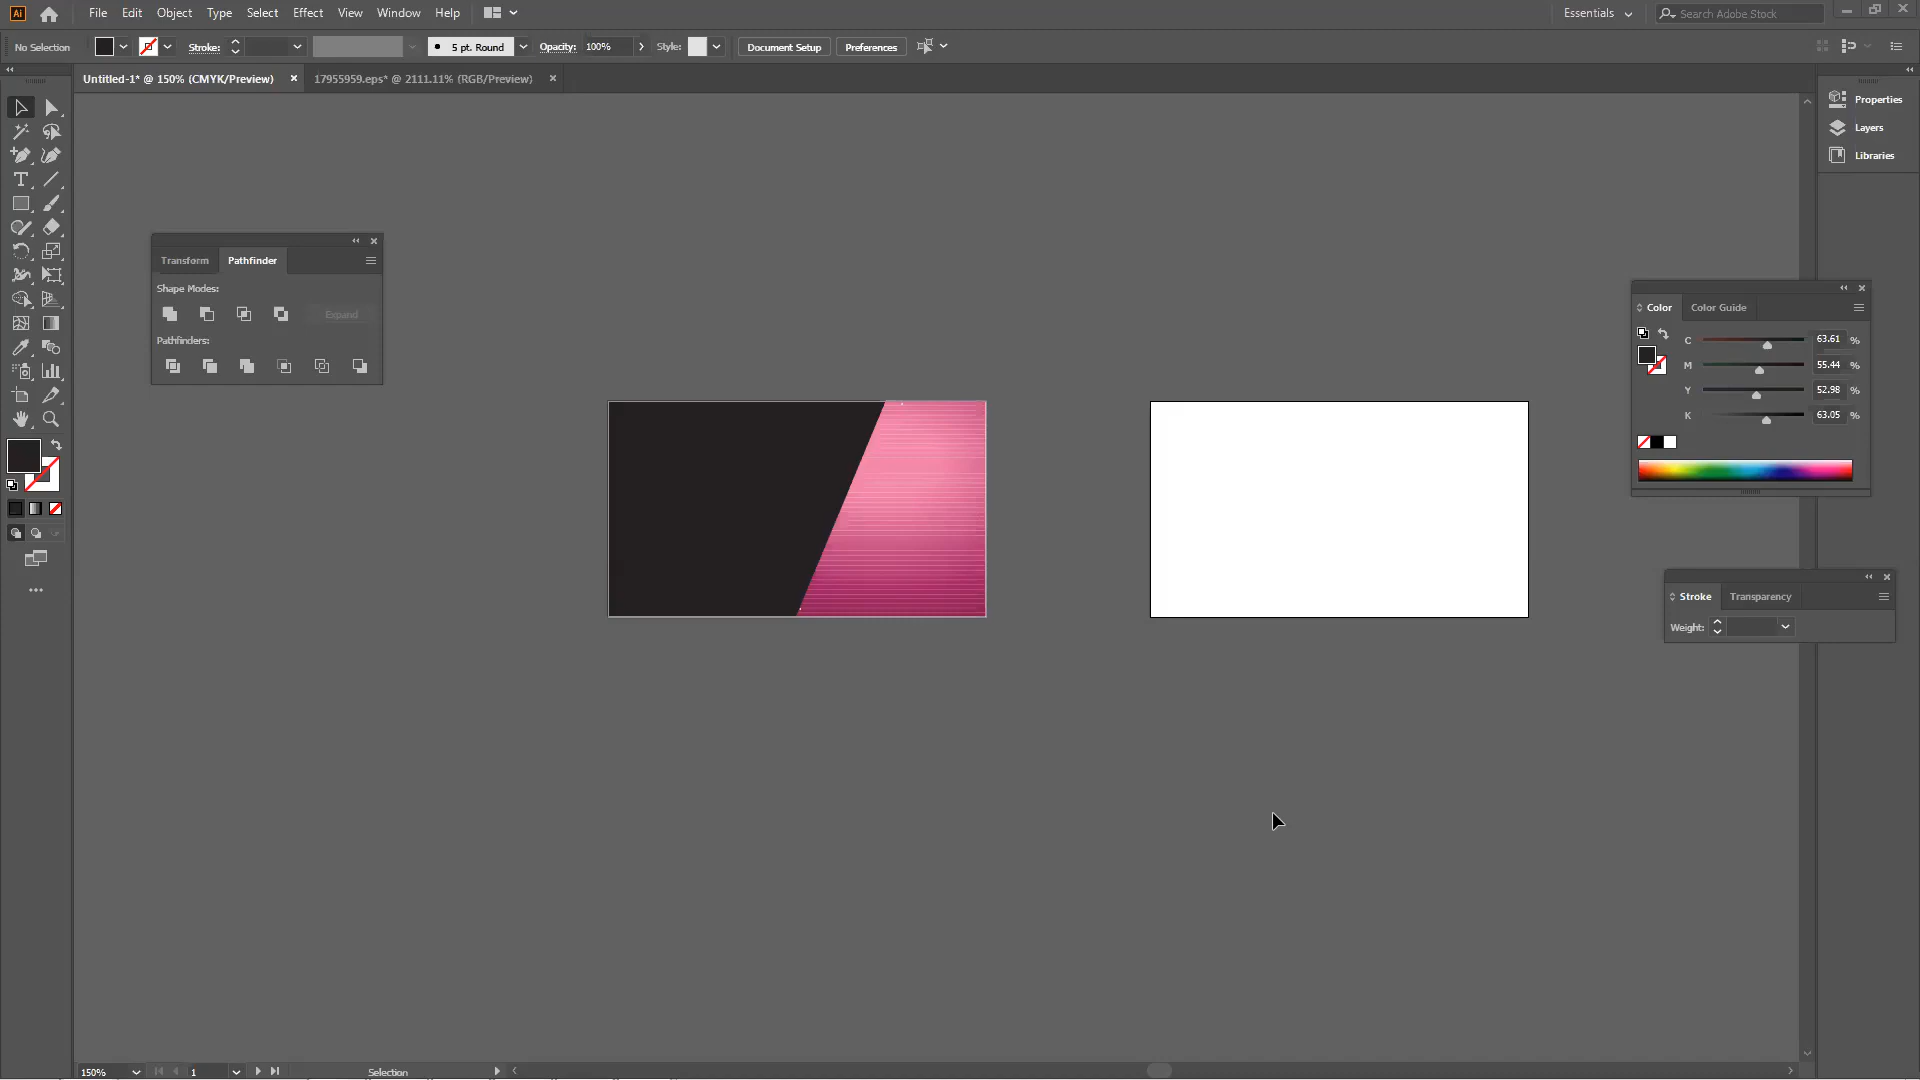 Ai File Edit Object Type Select Effect View Window Help Essentials Search Adobe Stock
No Selection Stroke: 5 pt. Round Opacity: 100% Style: Document Setup Preferences
Untitled-1* @ 150% (CMYK/Preview) 17955959.eps* @ 2111.11% (RGB/Preview)
Properties
Layers
Libraries
Transform Pathfinder
Shape Modes:
Expand
Pathfinders:
Color Color Guide
C 63.61 %
M 55.44 %
Y 52.98 %
K 63.05 %
Stroke Transparency
Weight:
150% 1 Selection